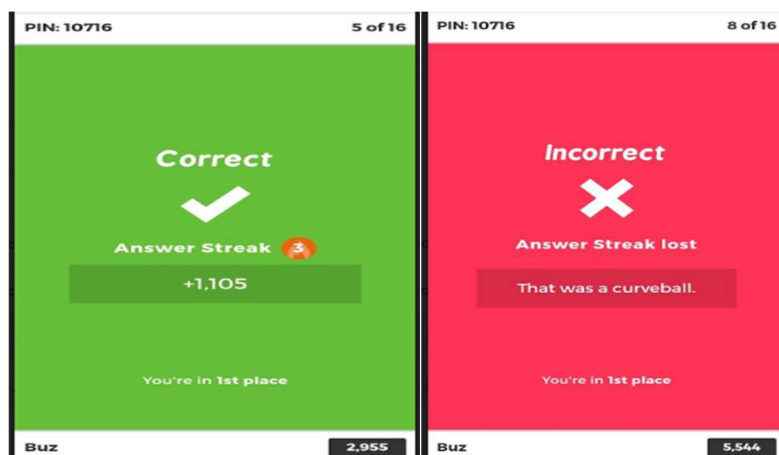 PIN: 10716 5 of 16
Correct
Answer Streak 3
+1,105
You're in 1st place
Buz 2,955
PIN: 10716 8 of 16
Incorrect
Answer Streak lost
That was a curveball.
You're in 1st place
Buz 5,544